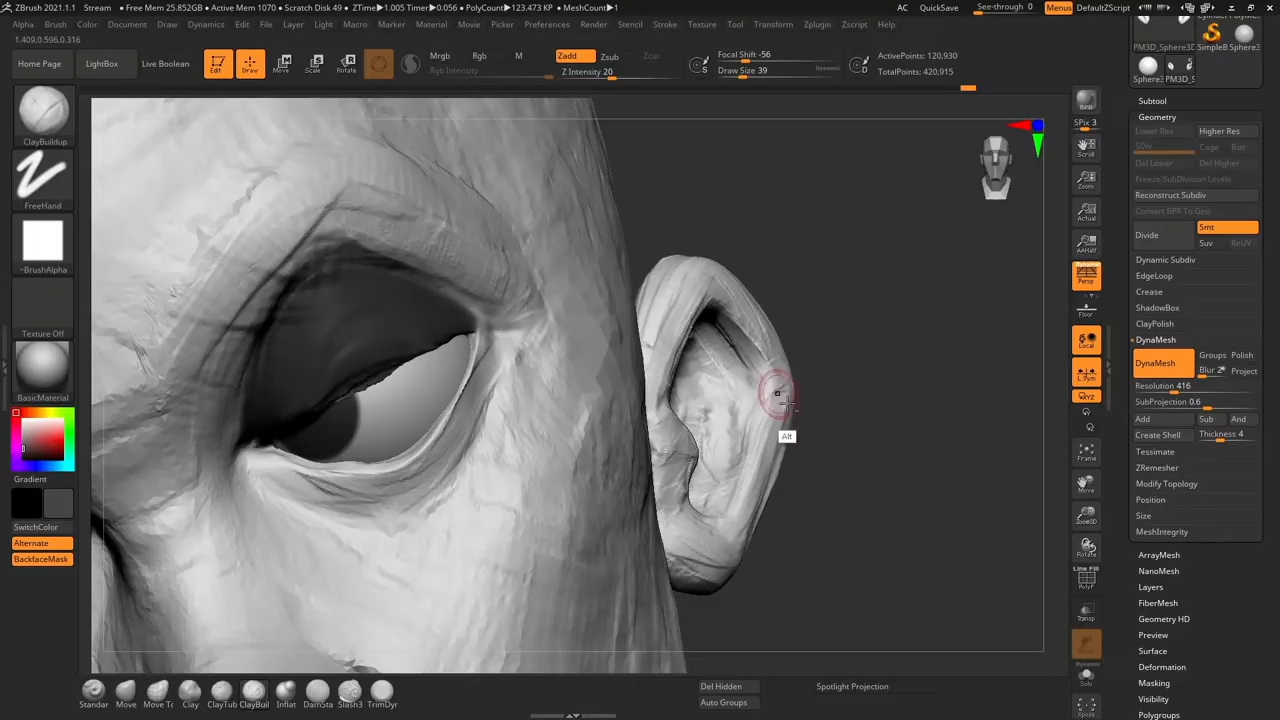 ZBrush 2021.1.1 Stream • Free Mem 25.852GB • Active Mem 1070 • Scratch Disk 49 • ZTime▶1.005 Timer▶0.056 • PolyCount▶123.473 KP • MeshCount▶1
AC QuickSave See-through 0 Menus DefaultZScript
Alpha Brush Color Document Draw Dynamics Edit File Layer Light Macro Marker Material Movie Picker Preferences Render Stencil Stroke Texture Tool Transform Zplugin Zscript Help
1.409,0.596,0.316
Home Page LightBox Live Boolean
Edit Draw Move Scale Rotate
Mrgb Rgb M
Rgb Intensity
Zadd Zsub Zcut
Z Intensity 20
Focal Shift -56
Draw Size 39 Dynamic
S
D
ActivePoints: 120,930
TotalPoints: 420,915
ClayBuildup
FreeHand
~BrushAlpha
Texture Off
BasicMaterial
Gradient
SwitchColor
Alternate
BackfaceMask
Alt
BPR
SPix 3
Scroll
Zoom
Actual
AAHalf
Dynamic
Persp
Floor
Local
L.Sym
XYZ
Frame
Move
Zoom3D
Rotate
Line Fill
PolyF
Transp
Dynamic
Solo
Xpose
PM3D_Sphere3D
SimpleB Sphere3
Sphere3 PM3D_S
Subtool
Geometry
Lower Res Higher Res
SDiv Cage Rstr
Del Lower Del Higher
Freeze SubDivision Levels
Reconstruct Subdiv
Convert BPR To Geo
Divide Smt
Suv ReUV
Dynamic Subdiv
EdgeLoop
Crease
ShadowBox
ClayPolish
DynaMesh
DynaMesh Groups Polish
Blur 2 Project
Resolution 416
SubProjection 0.6
Add Sub And
Create Shell Thickness 4
Tessimate
ZRemesher
Modify Topology
Position
Size
MeshIntegrity
ArrayMesh
NanoMesh
Layers
FiberMesh
Geometry HD
Preview
Surface
Deformation
Masking
Visibility
Polygroups
Standar Move Move To Clay ClayTub ClayBuil Inflat DamSta Slash3 TrimDyr
Del Hidden
Auto Groups
Spotlight Projection